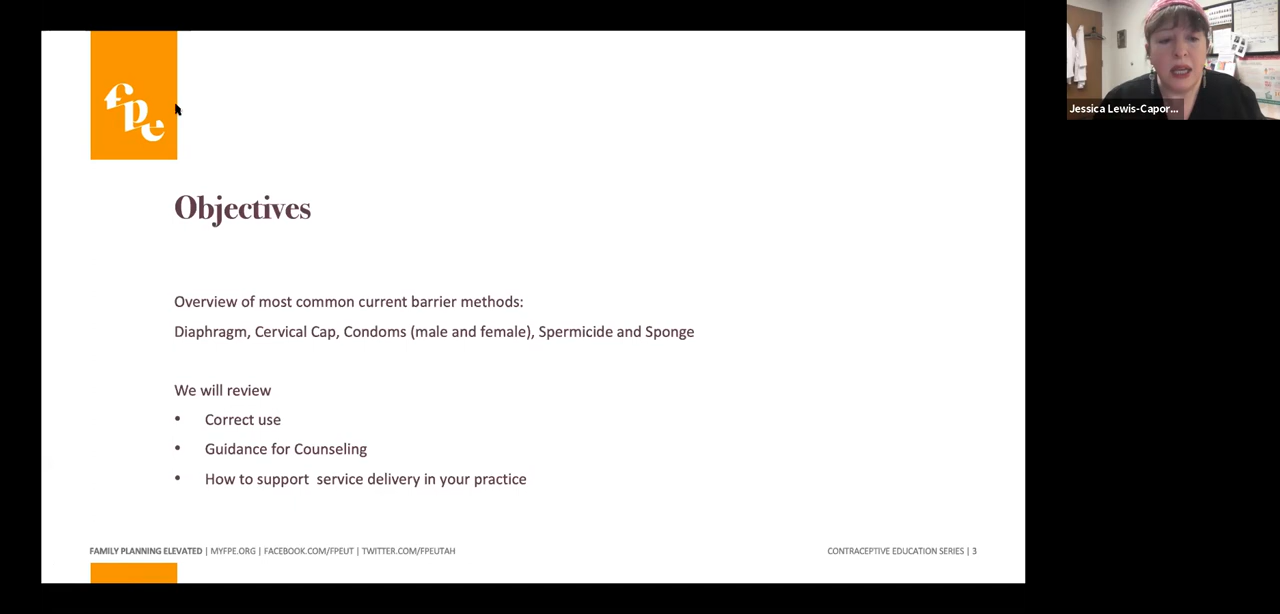 fpe
Jessica Lewis-Capor...
Objectives
Overview of most common current barrier methods:
Diaphragm, Cervical Cap, Condoms (male and female), Spermicide and Sponge
We will review
• Correct use
• Guidance for Counseling
• How to support  service delivery in your practice
FAMILY PLANNING ELEVATED | MYFPE.ORG | FACEBOOK.COM/FPEUT | TWITTER.COM/FPEUTAH
CONTRACEPTIVE EDUCATION SERIES | 3